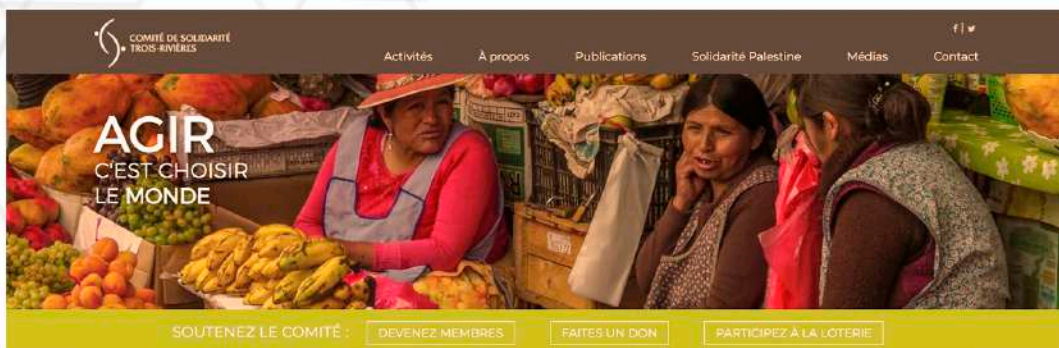 COMITÉ DE SOLIDARITÉ
TROIS-RIVIÈRES
f | 
Activités À propos Publications Solidarité Palestine Médias Contact
AGIR
C'EST CHOISIR
LE MONDE
SOUTENEZ LE COMITÉ : DEVENEZ MEMBRES FAITES UN DON PARTICIPEZ À LA LOTERIE